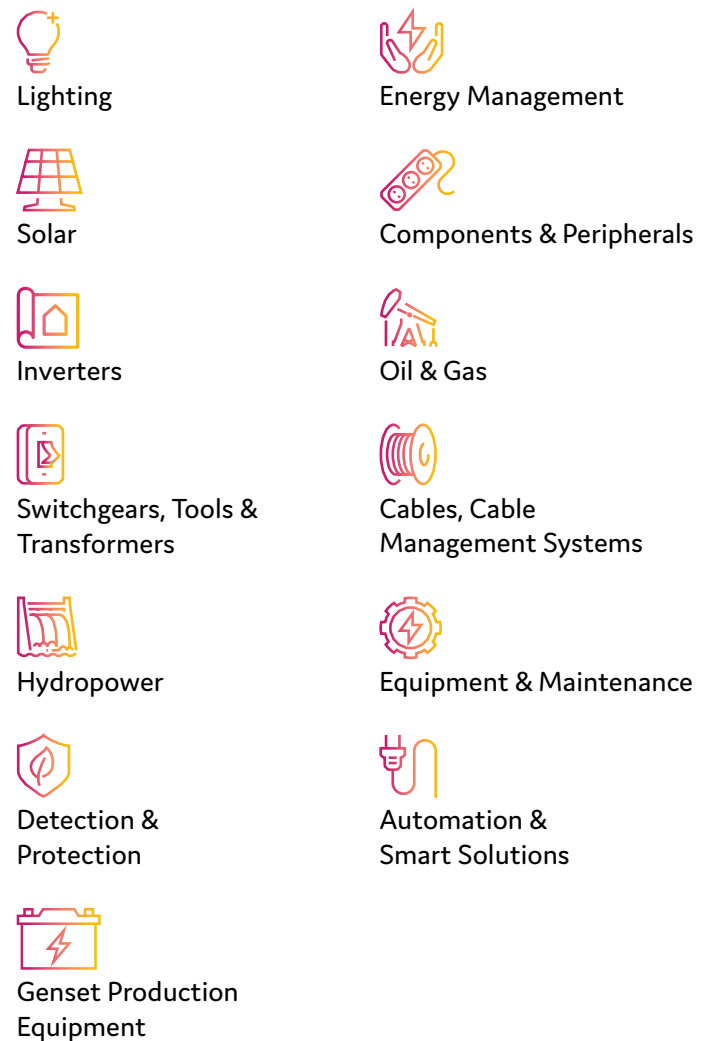 Lighting
Energy Management
Solar
Components & Peripherals
Inverters
Oil & Gas
Switchgears, Tools &
Transformers
Cables, Cable
Management Systems
Hydropower
Equipment & Maintenance
Detection &
Protection
Automation &
Smart Solutions
Genset Production
Equipment